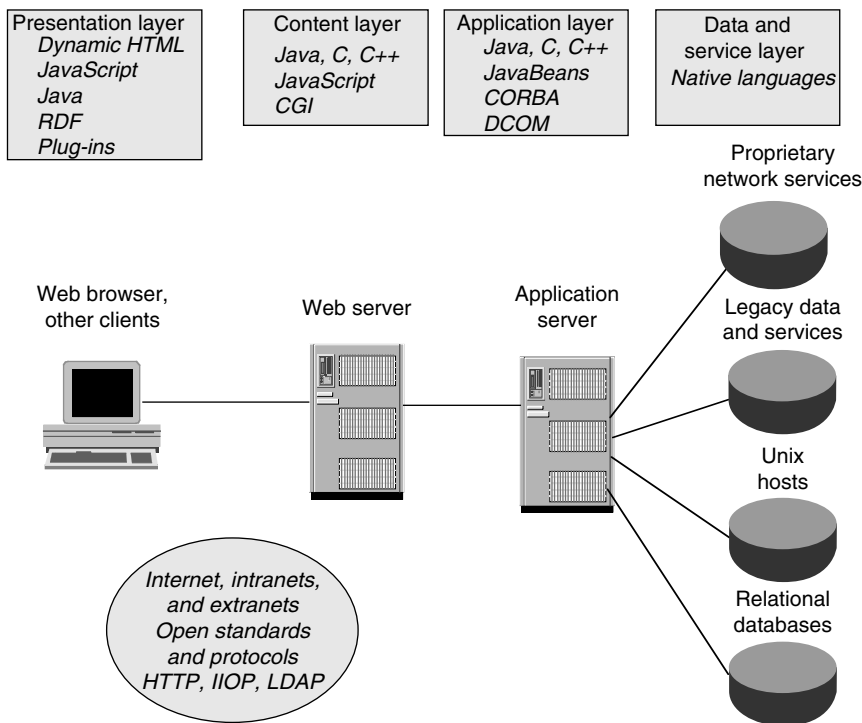 Presentation layer
Dynamic HTML
JavaScript
Java
RDF
Plug-ins
Content layer
Java, C, C++
JavaScript
CGI
Application layer
Java, C, C++
JavaBeans
CORBA
DCOM
Data and
service layer
Native languages
Proprietary
network services
Web browser,
other clients
Web server
Application
server
Legacy data
and services
Unix
hosts
Relational
databases
Internet, intranets,
and extranets
Open standards
and protocols
HTTP, IIOP, LDAP